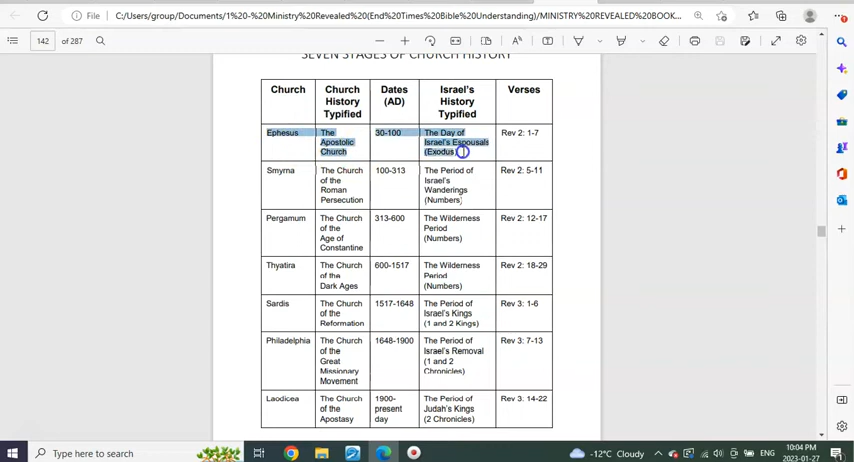 File
C:/Users/group/Documents/1%20-%20Ministry%20Revealed%20(End%20Times%20Bible%20Understanding)/MINISTRY%20REVEALED%20BOOK...
142 of 287
SEVEN STAGES OF CHURCH HISTORY
Church
Church
History
Typified
Dates
(AD)
Israel's
History
Typified
Verses
Ephesus
The
Apostolic
Church
30-100
The Day of
Israel's Espousals
(Exodus)
Rev 2: 1-7
Smyrna
The Church
of the
Roman
Persecution
100-313
The Period of
Israel's
Wanderings
(Numbers)
Rev 2: 5-11
Pergamum
The Church
of the
Age of
Constantine
313-600
The Wilderness
Period
(Numbers)
Rev 2: 12-17
Thyatira
The Church
of the
Dark Ages
600-1517
The Wilderness
Period
(Numbers)
Rev 2: 18-29
Sardis
The Church
of the
Reformation
1517-1648
The Period of
Israel's Kings
(1 and 2 Kings)
Rev 3: 1-6
Philadelphia
The Church
of the
Great
Missionary
Movement
1648-1900
The Period of
Israel's Removal
(1 and 2
Chronicles)
Rev 3: 7-13
Laodicea
The Church
of the
Apostasy
1900-
present
day
The Period of
Judah's Kings
(2 Chronicles)
Rev 3: 14-22
Type here to search
-12°C Cloudy
ENG
10:04 PM
2023-01-27